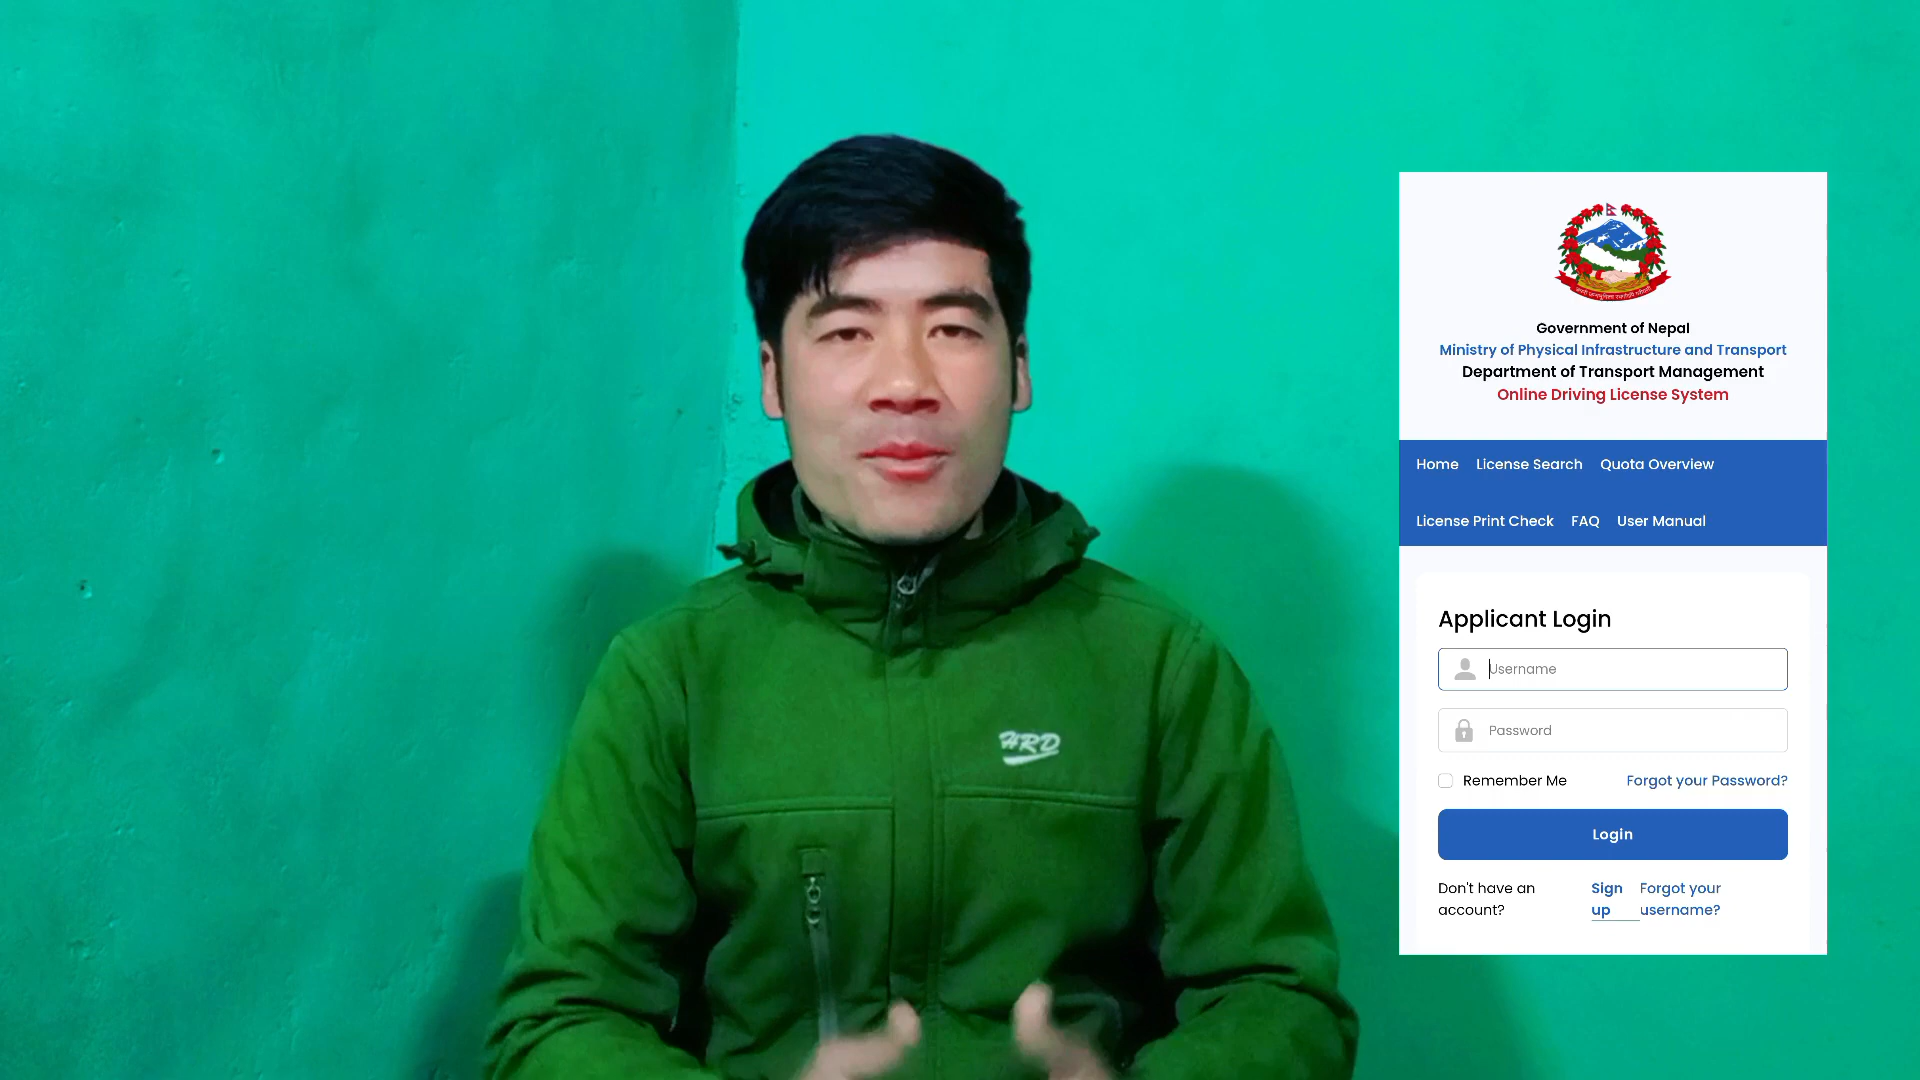 HRD
Government of Nepal
Ministry of Physical Infrastructure and Transport
Department of Transport Management
Online Driving License System
Home License Search Quota Overview
License Print Check FAQ User Manual
Applicant Login
Username
Password
Remember Me Forgot your Password?
Login
Don't have an account? Sign up Forgot your username?